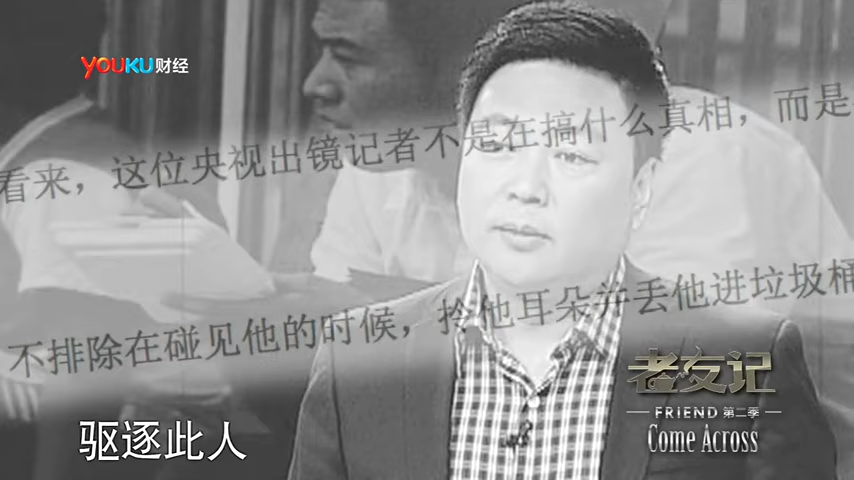 YOUKU财经
看来，这位央视出镜记者不是在搞什么真相，而是
不排除在碰见他的时候，拎他耳朵并丢他进垃圾桶
老友记
FRIEND 第二季
Come Across
驱逐此人